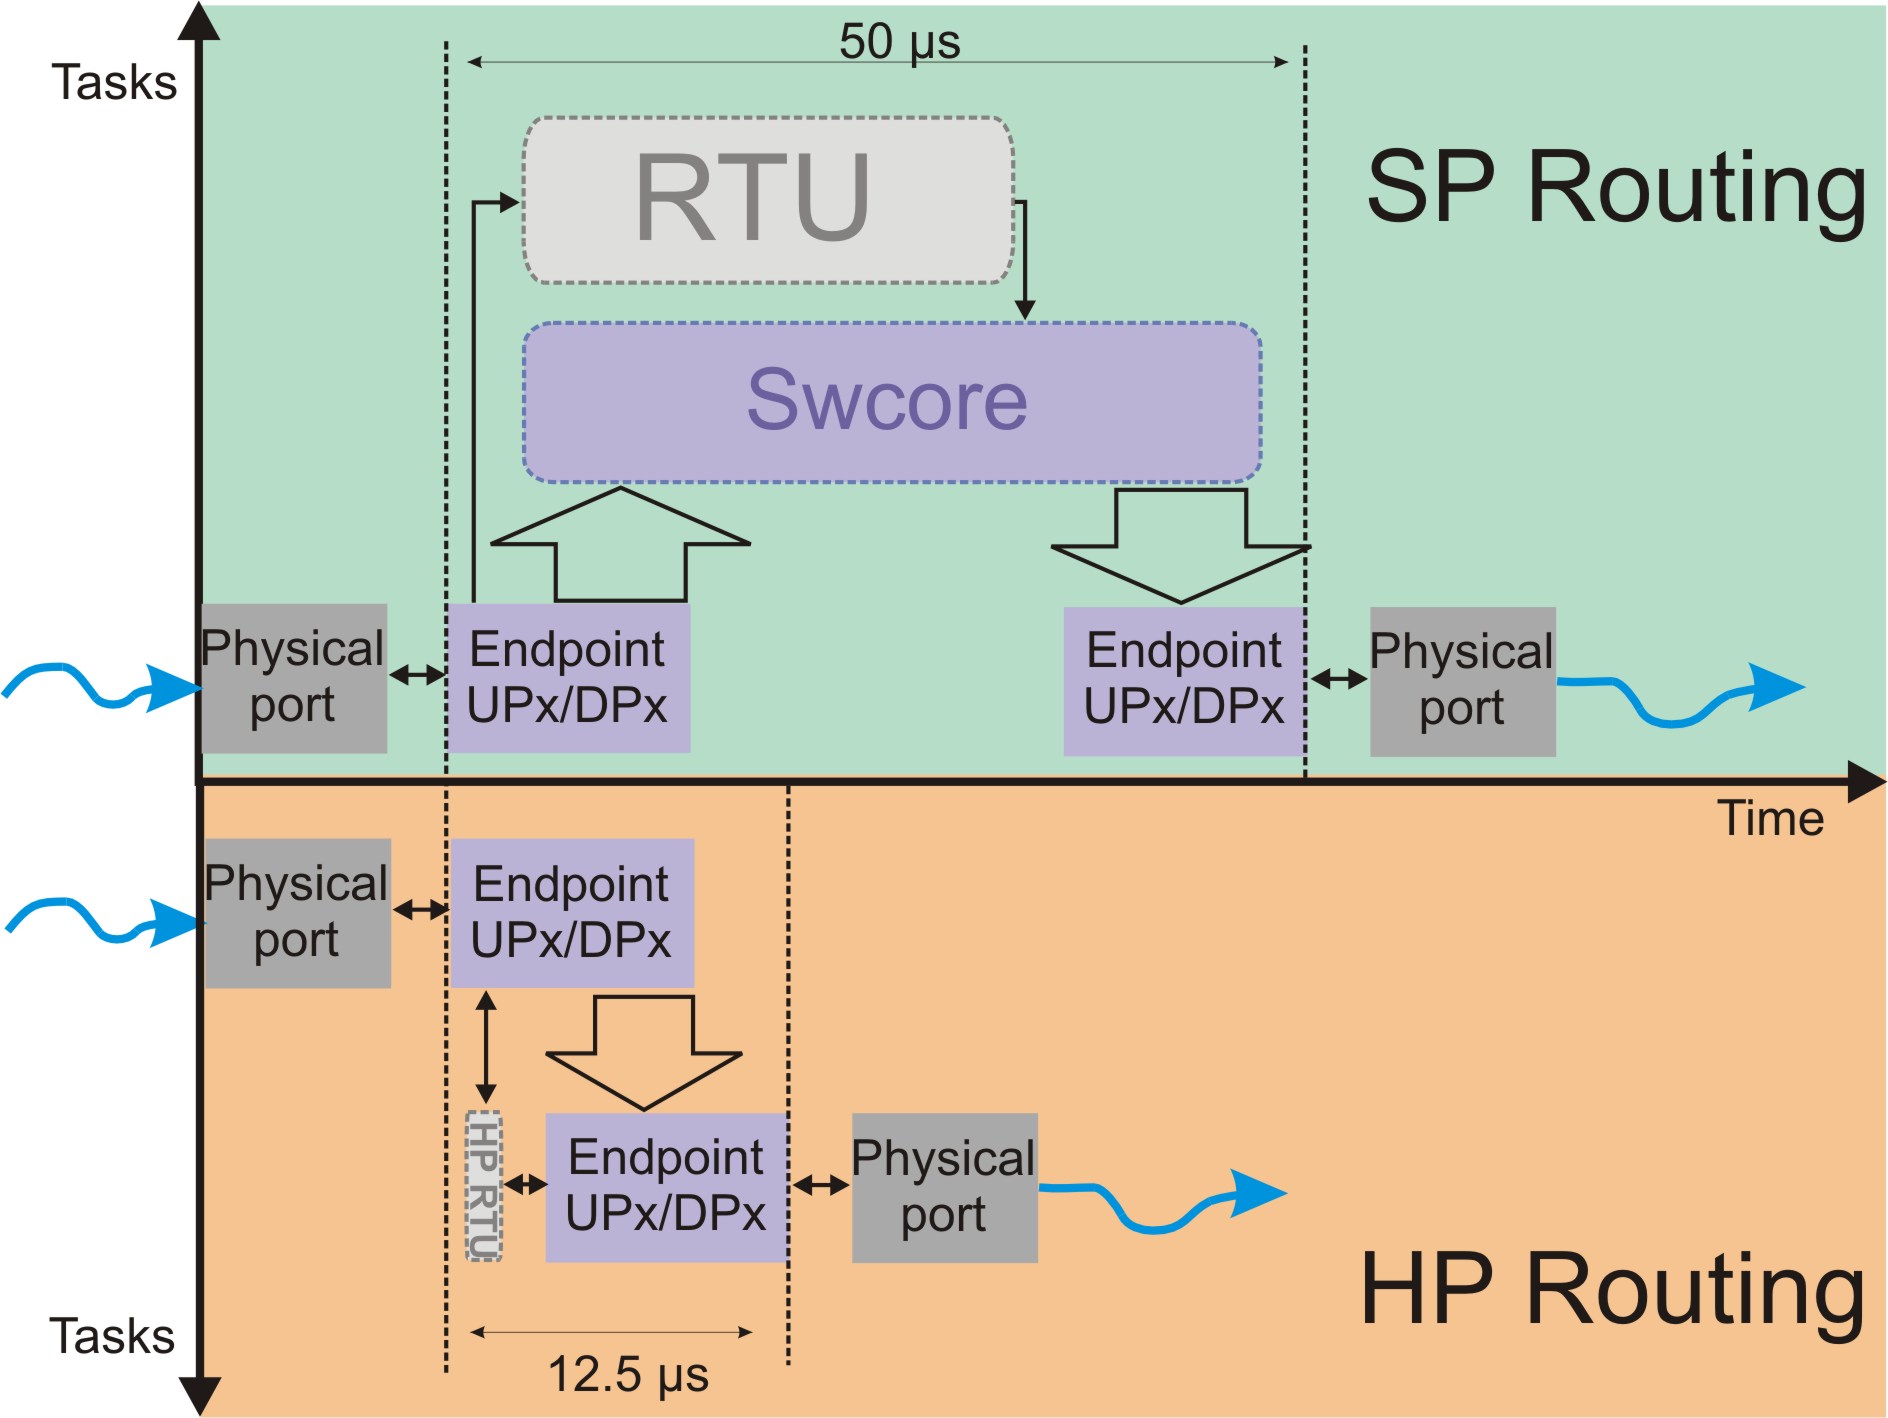 50 µs
Tasks
RTU
SP Routing
Swcore
Physical
port
Endpoint
UPx/DPx
Endpoint
UPx/DPx
Physical
port
Time
Physical
port
Endpoint
UPx/DPx
HP RTU
Endpoint
UPx/DPx
Physical
port
HP Routing
Tasks
12.5 µs